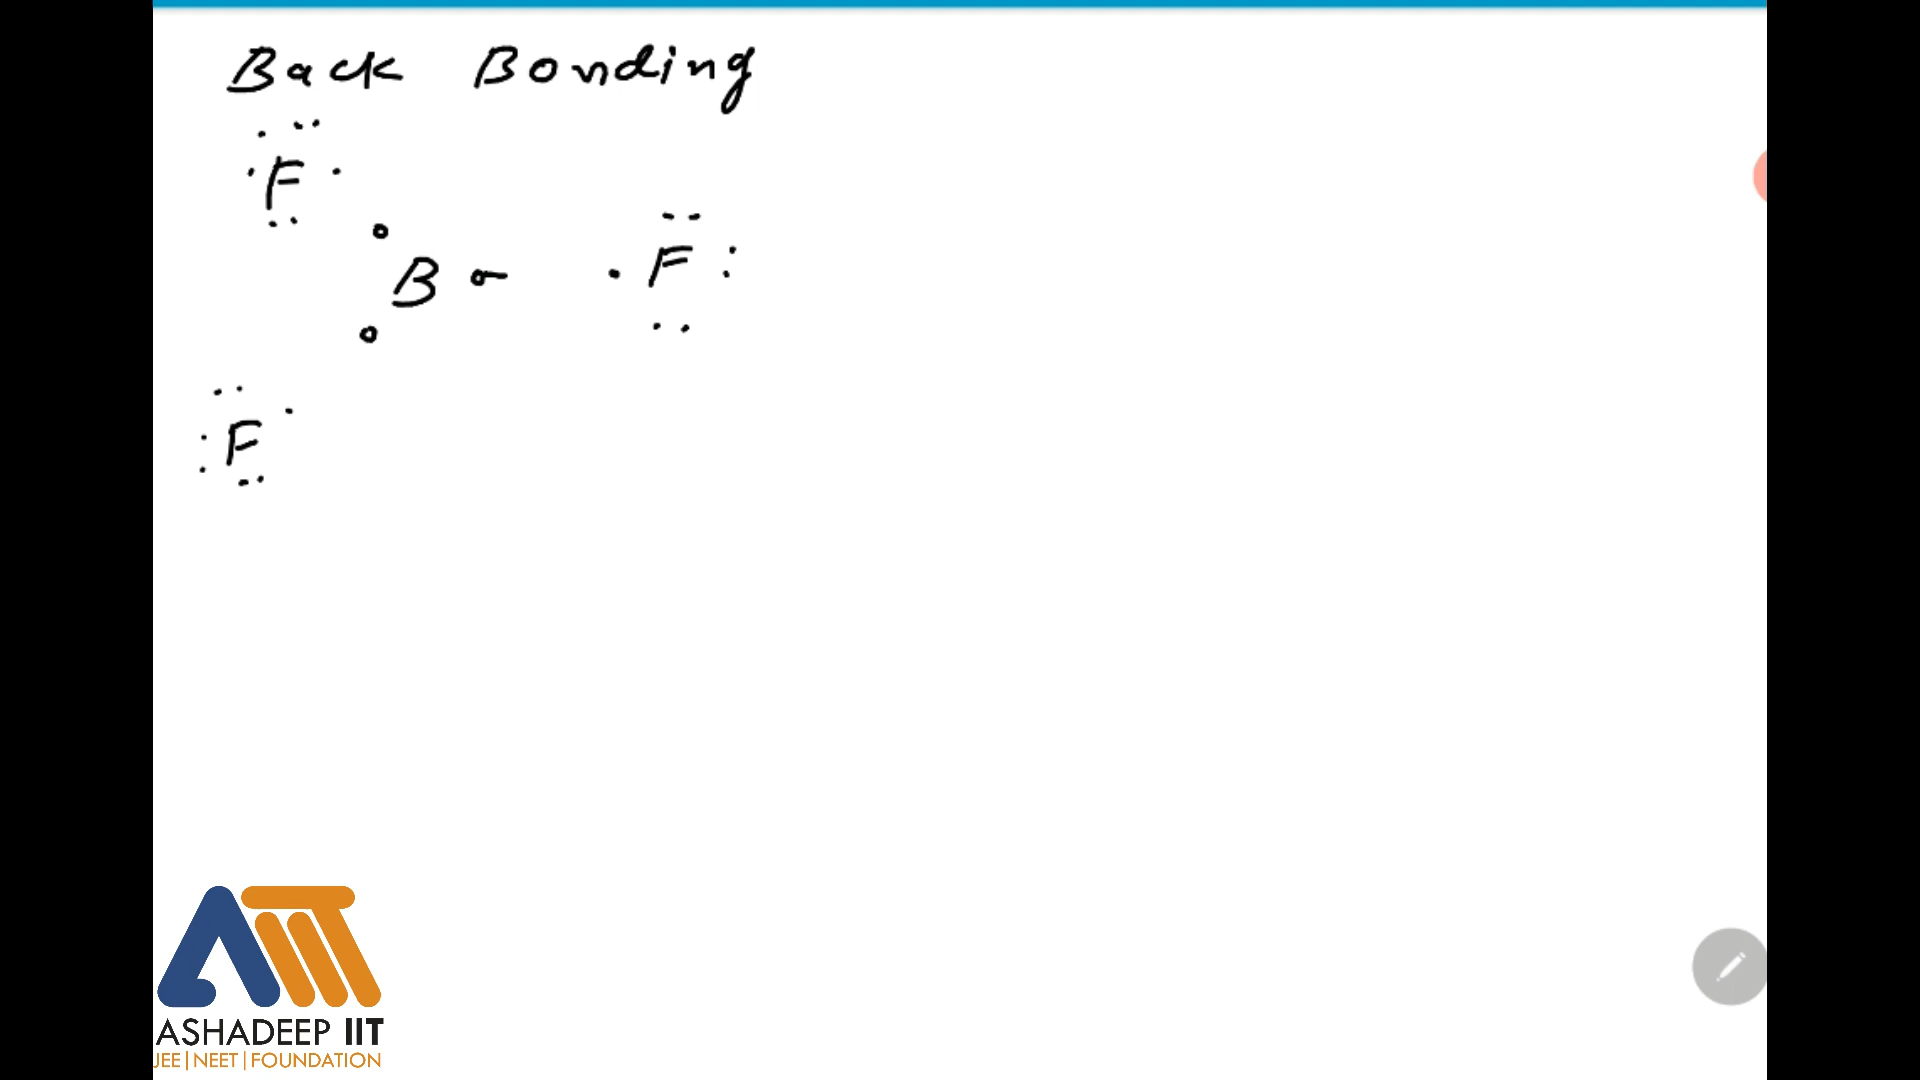 Back Bonding
F
B F
F
ASHADEEP IIT
JEE|NEET|FOUNDATION